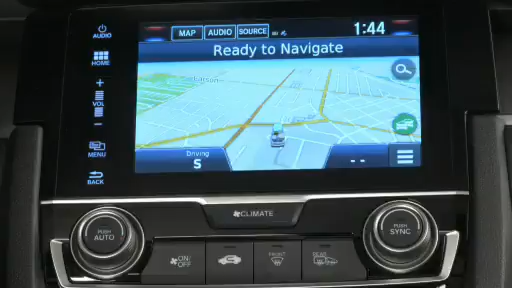 AUDIO
HOME
+
VOL
−
MENU
BACK
MAP AUDIO SOURCE
1:44
Ready to Navigate
Driving
S
--
CLIMATE
PUSH
AUTO
ON/
OFF
FRONT
REAR
PUSH
SYNC